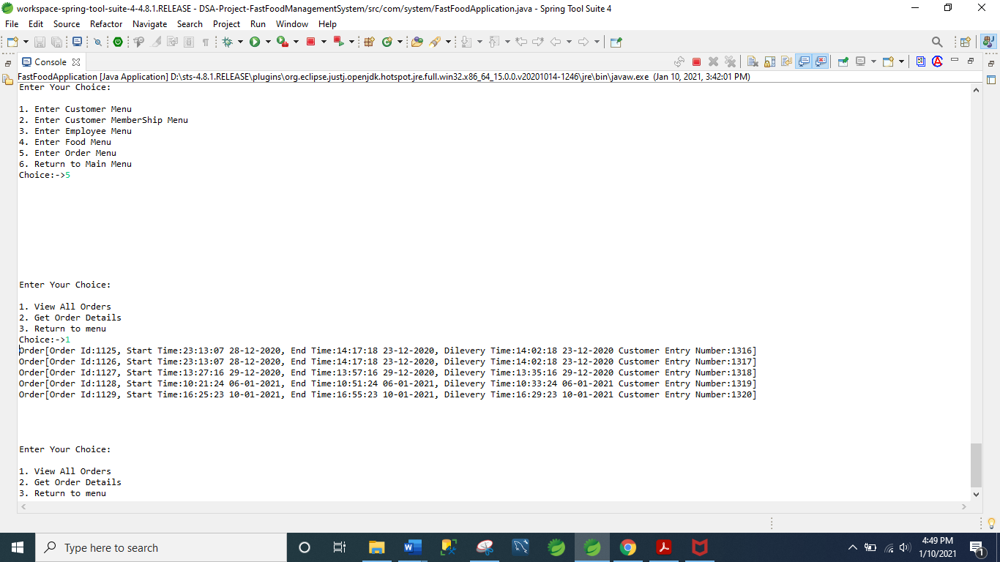 workspace-spring-tool-suite-4-4.8.1.RELEASE - DSA-Project-FastFoodManagementSystem/src/com/system/FastFoodApplication.java - Spring Tool Suite 4
File Edit Source Refactor Navigate Search Project Run Window Help
Console
FastFoodApplication [Java Application] D:\sts-4.8.1.RELEASE\plugins\org.eclipse.justj.openjdk.hotspot.jre.full.win32.x86_64_15.0.0.v20201014-1246\jre\bin\javaw.exe (Jan 10, 2021, 3:42:01 PM)
Enter Your Choice:
1. Enter Customer Menu
2. Enter Customer MemberShip Menu
3. Enter Employee Menu
4. Enter Food Menu
5. Enter Order Menu
6. Return to Main Menu
Choice:->5
Enter Your Choice:
1. View All Orders
2. Get Order Details
3. Return to menu
Choice:->1
Order[Order Id:1125, Start Time:23:13:07 28-12-2020, End Time:14:17:18 23-12-2020, Dilevery Time:14:02:18 23-12-2020 Customer Entry Number:1316]
Order[Order Id:1126, Start Time:23:13:07 28-12-2020, End Time:14:17:18 23-12-2020, Dilevery Time:14:02:18 23-12-2020 Customer Entry Number:1317]
Order[Order Id:1127, Start Time:13:27:16 29-12-2020, End Time:13:57:16 29-12-2020, Dilevery Time:13:35:16 29-12-2020 Customer Entry Number:1318]
Order[Order Id:1128, Start Time:10:21:24 06-01-2021, End Time:10:51:24 06-01-2021, Dilevery Time:10:33:24 06-01-2021 Customer Entry Number:1319]
Order[Order Id:1129, Start Time:16:25:23 10-01-2021, End Time:16:55:23 10-01-2021, Dilevery Time:16:29:23 10-01-2021 Customer Entry Number:1320]
Enter Your Choice:
1. View All Orders
2. Get Order Details
3. Return to menu
Type here to search
4:49 PM
1/10/2021
1